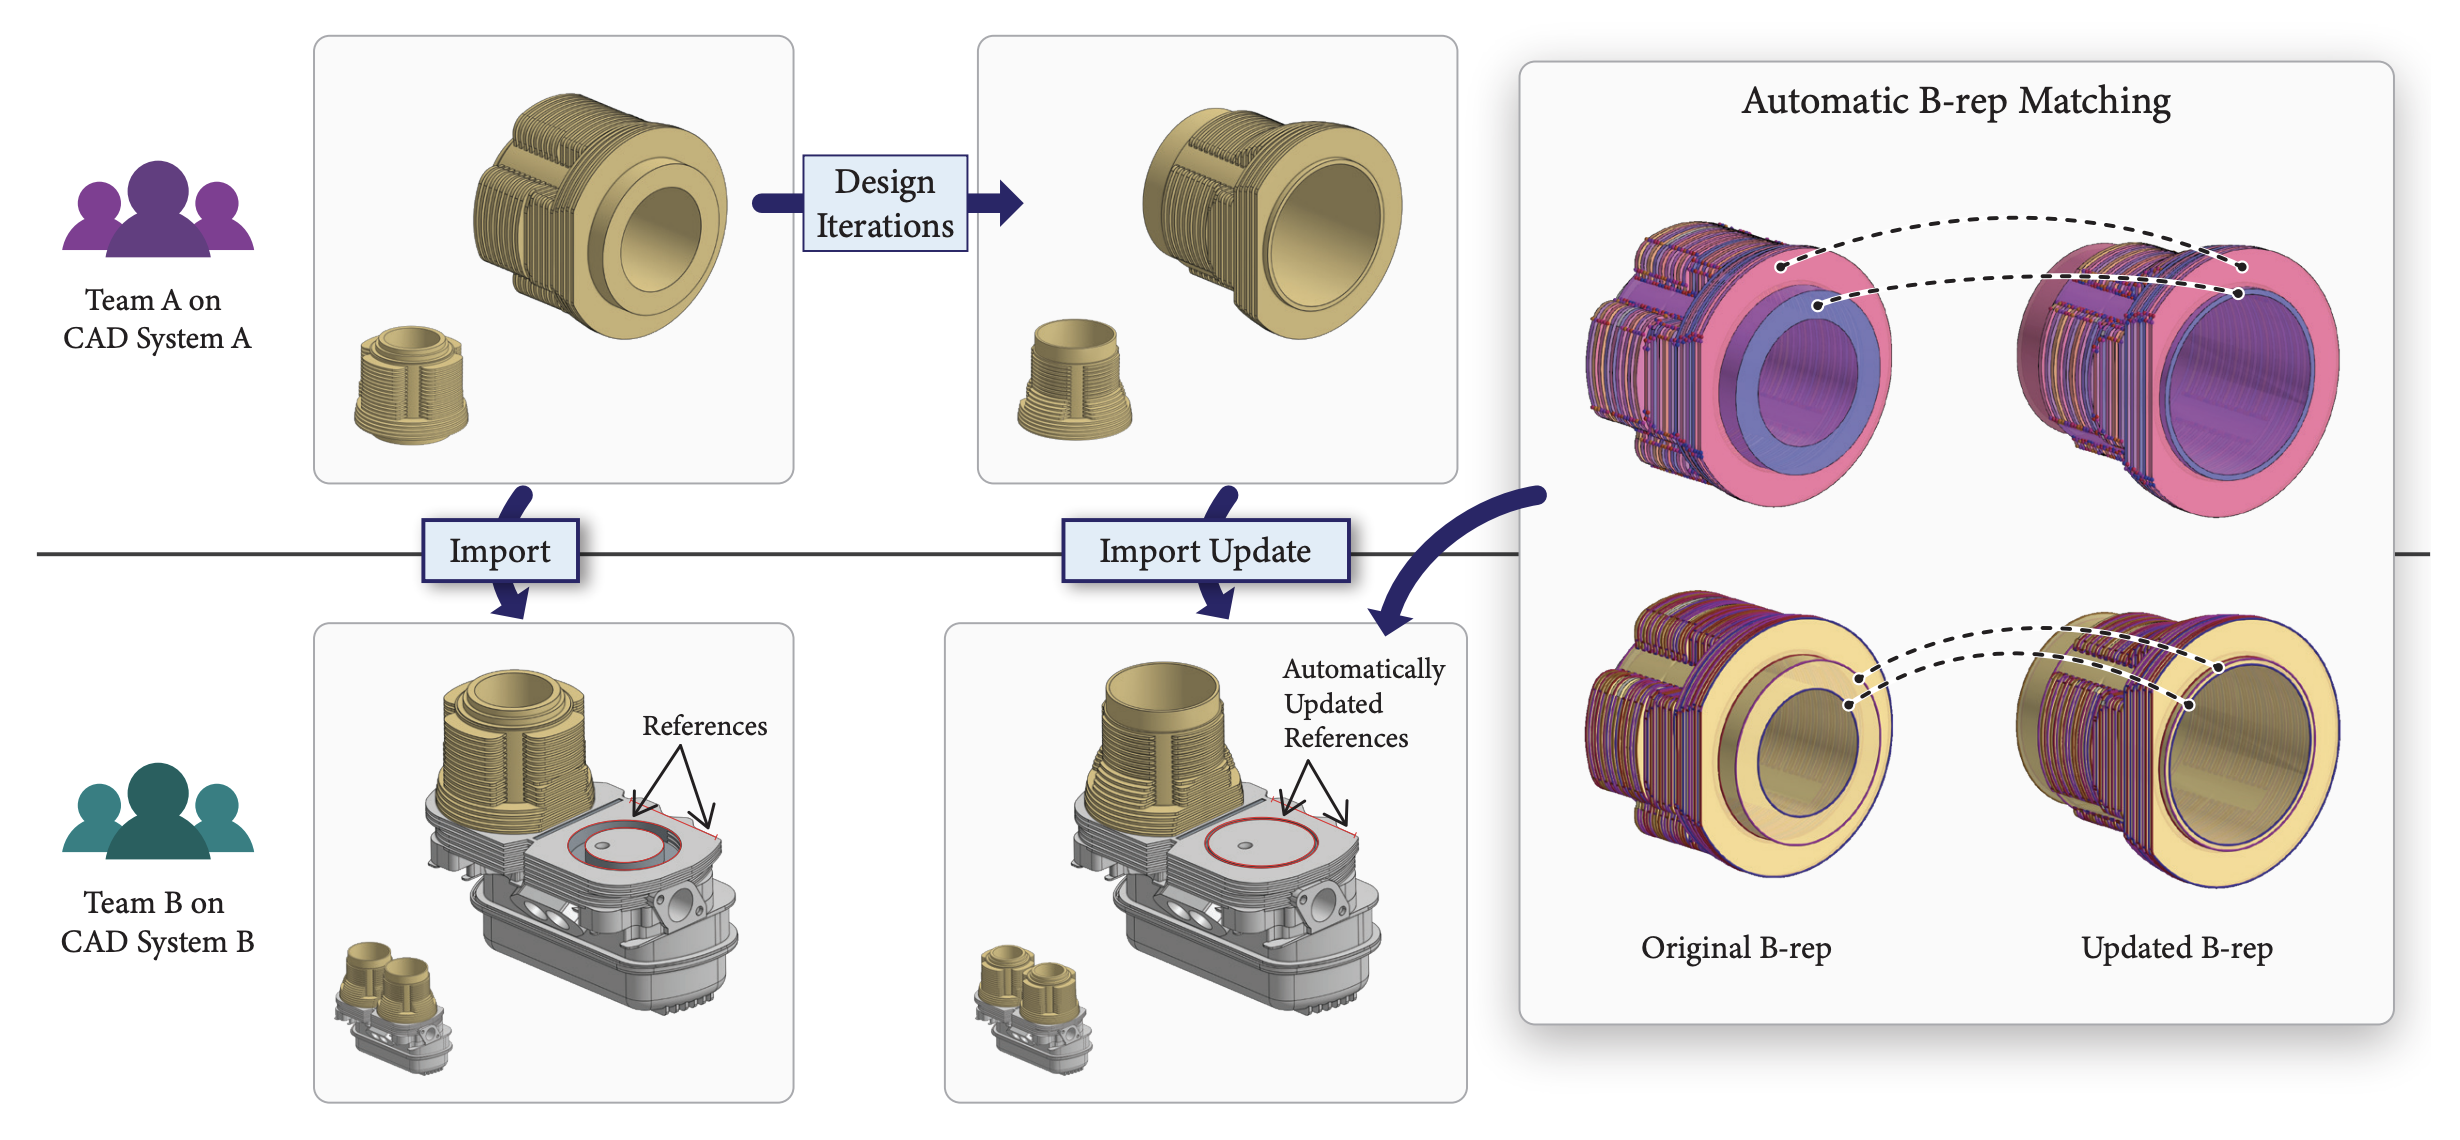 Automatic B-rep Matching
Design
Iterations
Team A on
CAD System A
Import
Import Update
Automatically
Updated
References
References
Team B on
CAD System B
Original B-rep
Updated B-rep